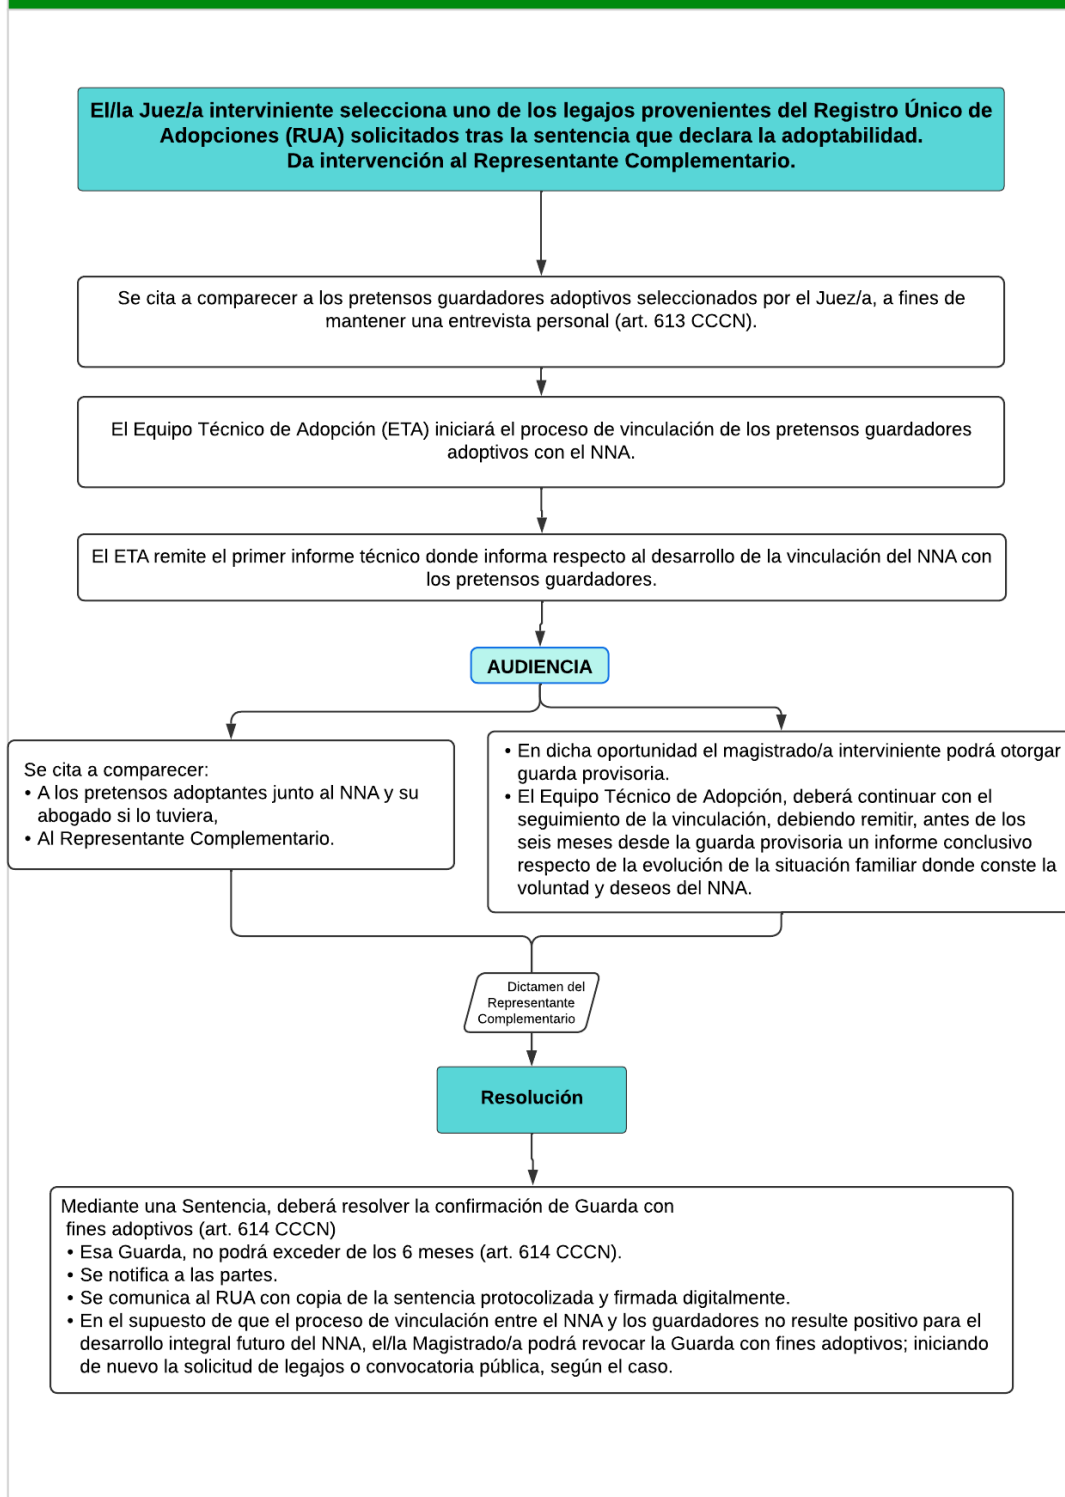 El/la Juez/a interviniente selecciona uno de los legajos provenientes del Registro Único de
Adopciones (RUA) solicitados tras la sentencia que declara la adoptabilidad.
Da intervención al Representante Complementario.
Se cita a comparecer a los pretensos guardadores adoptivos seleccionados por el Juez/a, a fines de
mantener una entrevista personal (art. 613 CCCN).
El Equipo Técnico de Adopción (ETA) iniciará el proceso de vinculación de los pretensos guardadores
adoptivos con el NNA.
El ETA remite el primer informe técnico donde informa respecto al desarrollo de la vinculación del NNA con
los pretensos guardadores.
AUDIENCIA
Se cita a comparecer:
• A los pretensos adoptantes junto al NNA y su
abogado si lo tuviera,
• Al Representante Complementario.
• En dicha oportunidad el magistrado/a interviniente podrá otorgar
guarda provisoria.
• El Equipo Técnico de Adopción, deberá continuar con el
seguimiento de la vinculación, debiendo remitir, antes de los
seis meses desde la guarda provisoria un informe conclusivo
respecto de la evolución de la situación familiar donde conste la
voluntad y deseos del NNA.
Dictamen del
Representante
Complementario
Resolución
Mediante una Sentencia, deberá resolver la confirmación de Guarda con
fines adoptivos (art. 614 CCCN)
• Esa Guarda, no podrá exceder de los 6 meses (art. 614 CCCN).
• Se notifica a las partes.
• Se comunica al RUA con copia de la sentencia protocolizada y firmada digitalmente.
• En el supuesto de que el proceso de vinculación entre el NNA y los guardadores no resulte positivo para el
desarrollo integral futuro del NNA, el/la Magistrado/a podrá revocar la Guarda con fines adoptivos; iniciando
de nuevo la solicitud de legajos o convocatoria pública, según el caso.